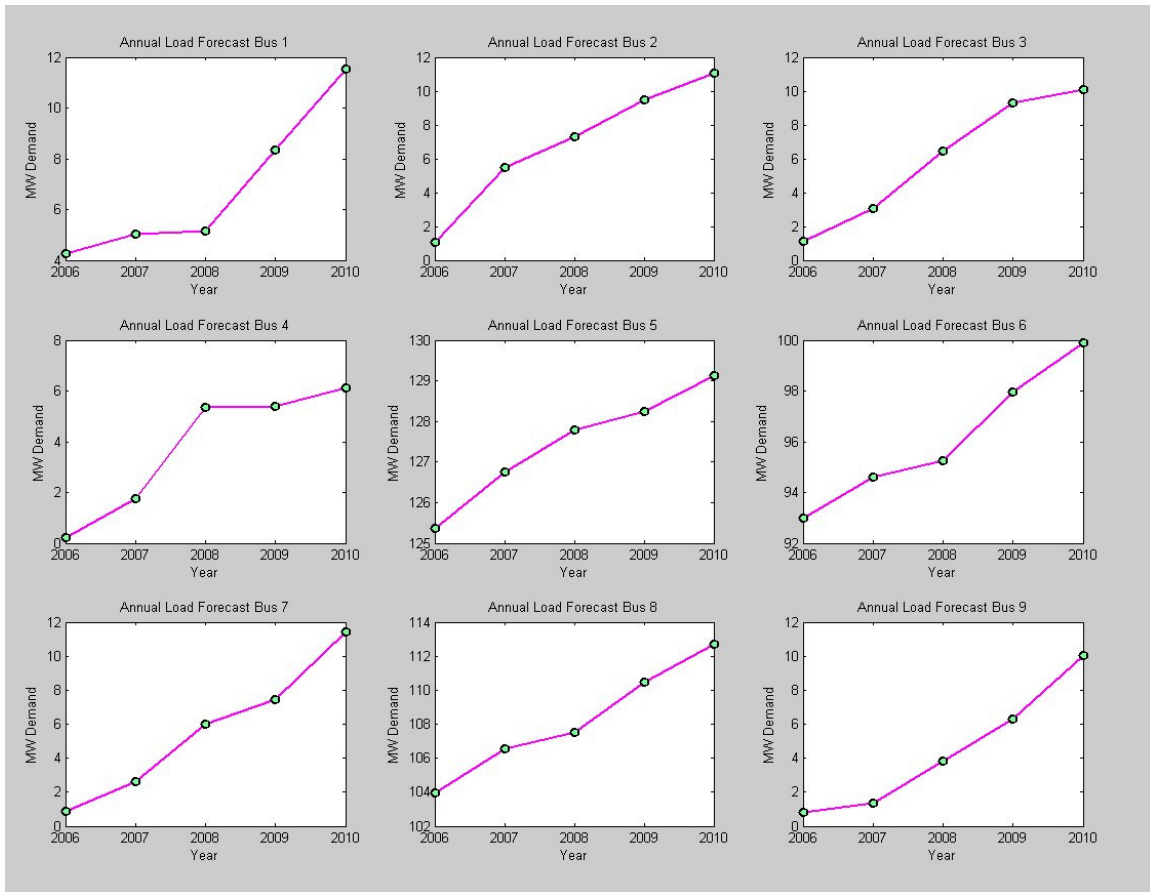 Annual Load Forecast Bus 1
12
10
8
6
4
MW Demand
2006 2007 2008 2009 2010
Year
Annual Load Forecast Bus 2
12
10
8
6
4
2
0
MW Demand
2006 2007 2008 2009 2010
Year
Annual Load Forecast Bus 3
12
10
8
6
4
2
0
MW Demand
2006 2007 2008 2009 2010
Year
Annual Load Forecast Bus 4
8
6
4
2
0
MW Demand
2006 2007 2008 2009 2010
Year
Annual Load Forecast Bus 5
130
129
128
127
126
125
MW Demand
2006 2007 2008 2009 2010
Year
Annual Load Forecast Bus 6
100
98
96
94
92
MW Demand
2006 2007 2008 2009 2010
Year
Annual Load Forecast Bus 7
12
10
8
6
4
2
0
MW Demand
2006 2007 2008 2009 2010
Year
Annual Load Forecast Bus 8
114
112
110
108
106
104
102
MW Demand
2006 2007 2008 2009 2010
Year
Annual Load Forecast Bus 9
12
10
8
6
4
2
0
MW Demand
2006 2007 2008 2009 2010
Year